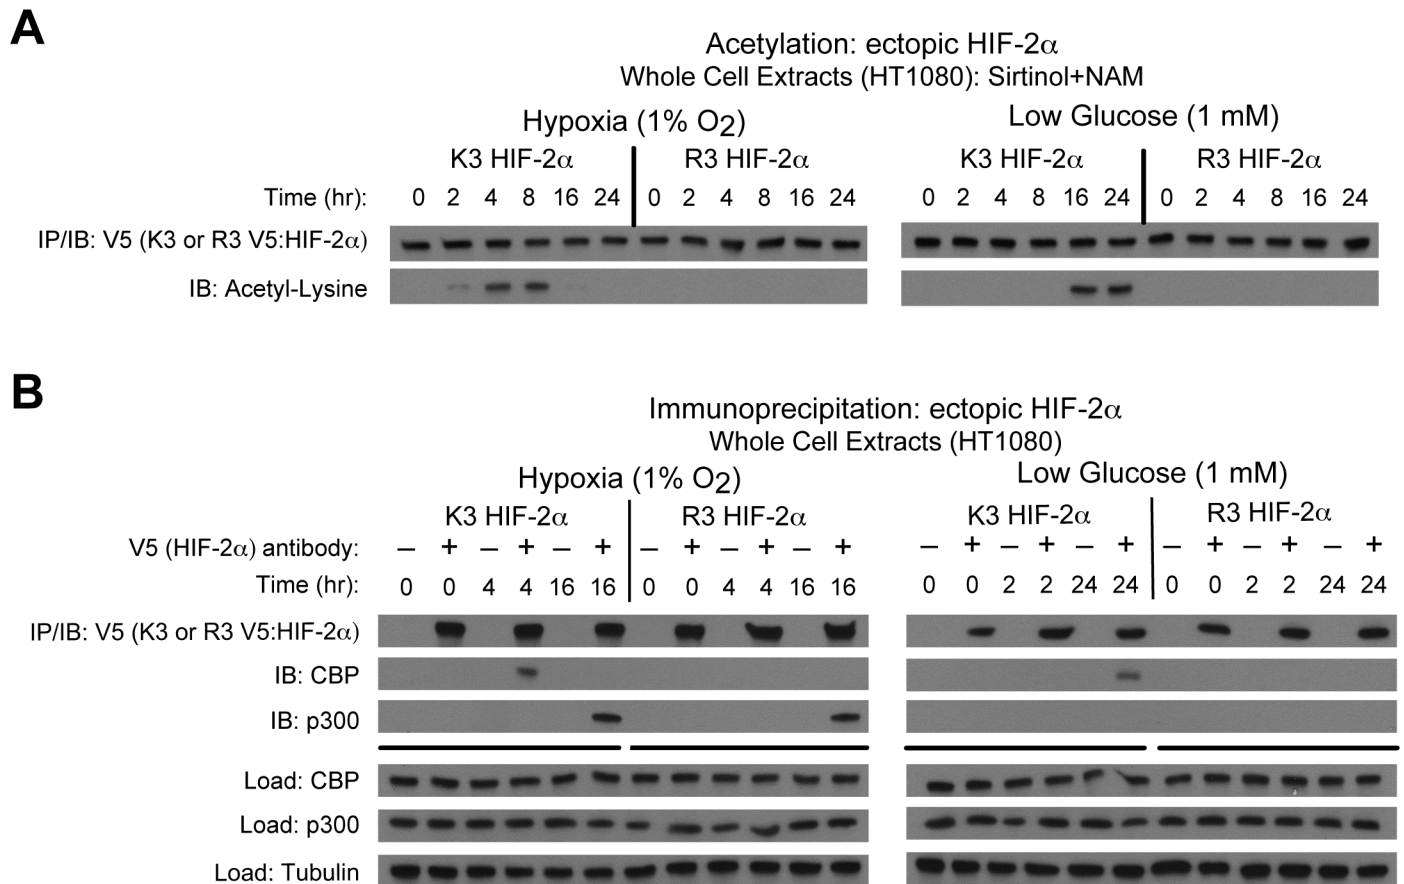 A
Acetylation: ectopic HIF-2α
Whole Cell Extracts (HT1080): Sirtinol+NAM
Hypoxia (1% O2) Low Glucose (1 mM)
K3 HIF-2α R3 HIF-2α K3 HIF-2α R3 HIF-2α
Time (hr): 0 2 4 8 16 24 0 2 4 8 16 24 0 2 4 8 16 24 0 2 4 8 16 24
IP/IB: V5 (K3 or R3 V5:HIF-2α)
IB: Acetyl-Lysine
B
Immunoprecipitation: ectopic HIF-2α
Whole Cell Extracts (HT1080)
Hypoxia (1% O2) Low Glucose (1 mM)
K3 HIF-2α R3 HIF-2α K3 HIF-2α R3 HIF-2α
V5 (HIF-2α) antibody: – + – + – + – + – + – + – + – + – + – + – + – +
Time (hr): 0 0 4 4 16 16 0 0 4 4 16 16 0 0 2 2 24 24 0 0 2 2 24 24
IP/IB: V5 (K3 or R3 V5:HIF-2α)
IB: CBP
IB: p300
Load: CBP
Load: p300
Load: Tubulin